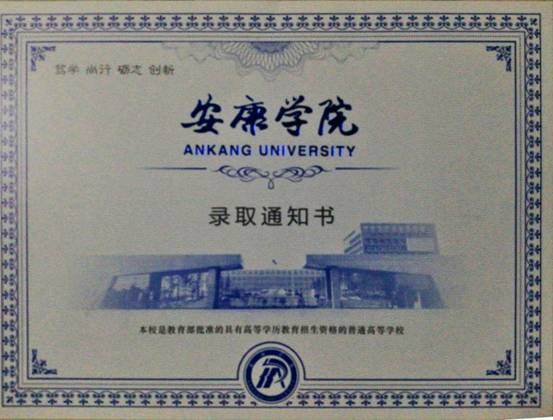 笃学 尚行 砺志 创新
安康学院
ANKANG UNIVERSITY
录取通知书
本校是教育部批准的具有高等学历教育招生资格的普通高等学校